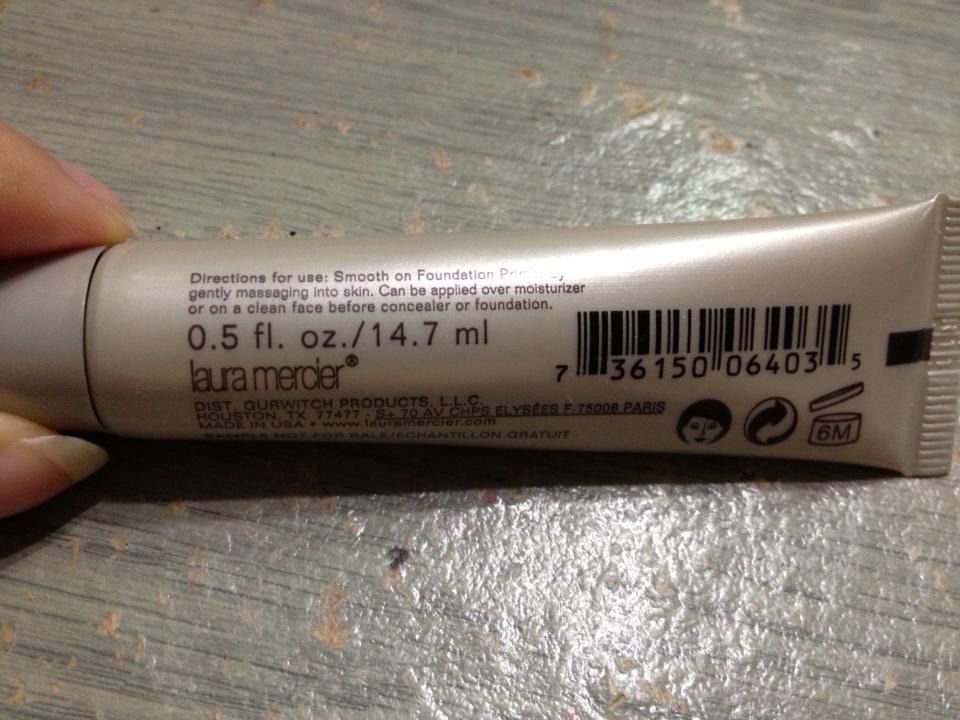 Directions for use: Smooth on Foundation Primer by
gently massaging into skin. Can be applied over moisturizer
or on a clean face before concealer or foundation.
0.5 fl. oz./14.7 ml
laura mercier®
DIST. GURWITCH PRODUCTS, L.L.C.
HOUSTON, TX 77477 - S+ 70 AV CHPS ELYSÉES F-75008 PARIS
MADE IN USA • www.lauramercier.com
SAMPLE NOT FOR SALE/ECHANTILLON GRATUIT
7 36150 06403 5
6M